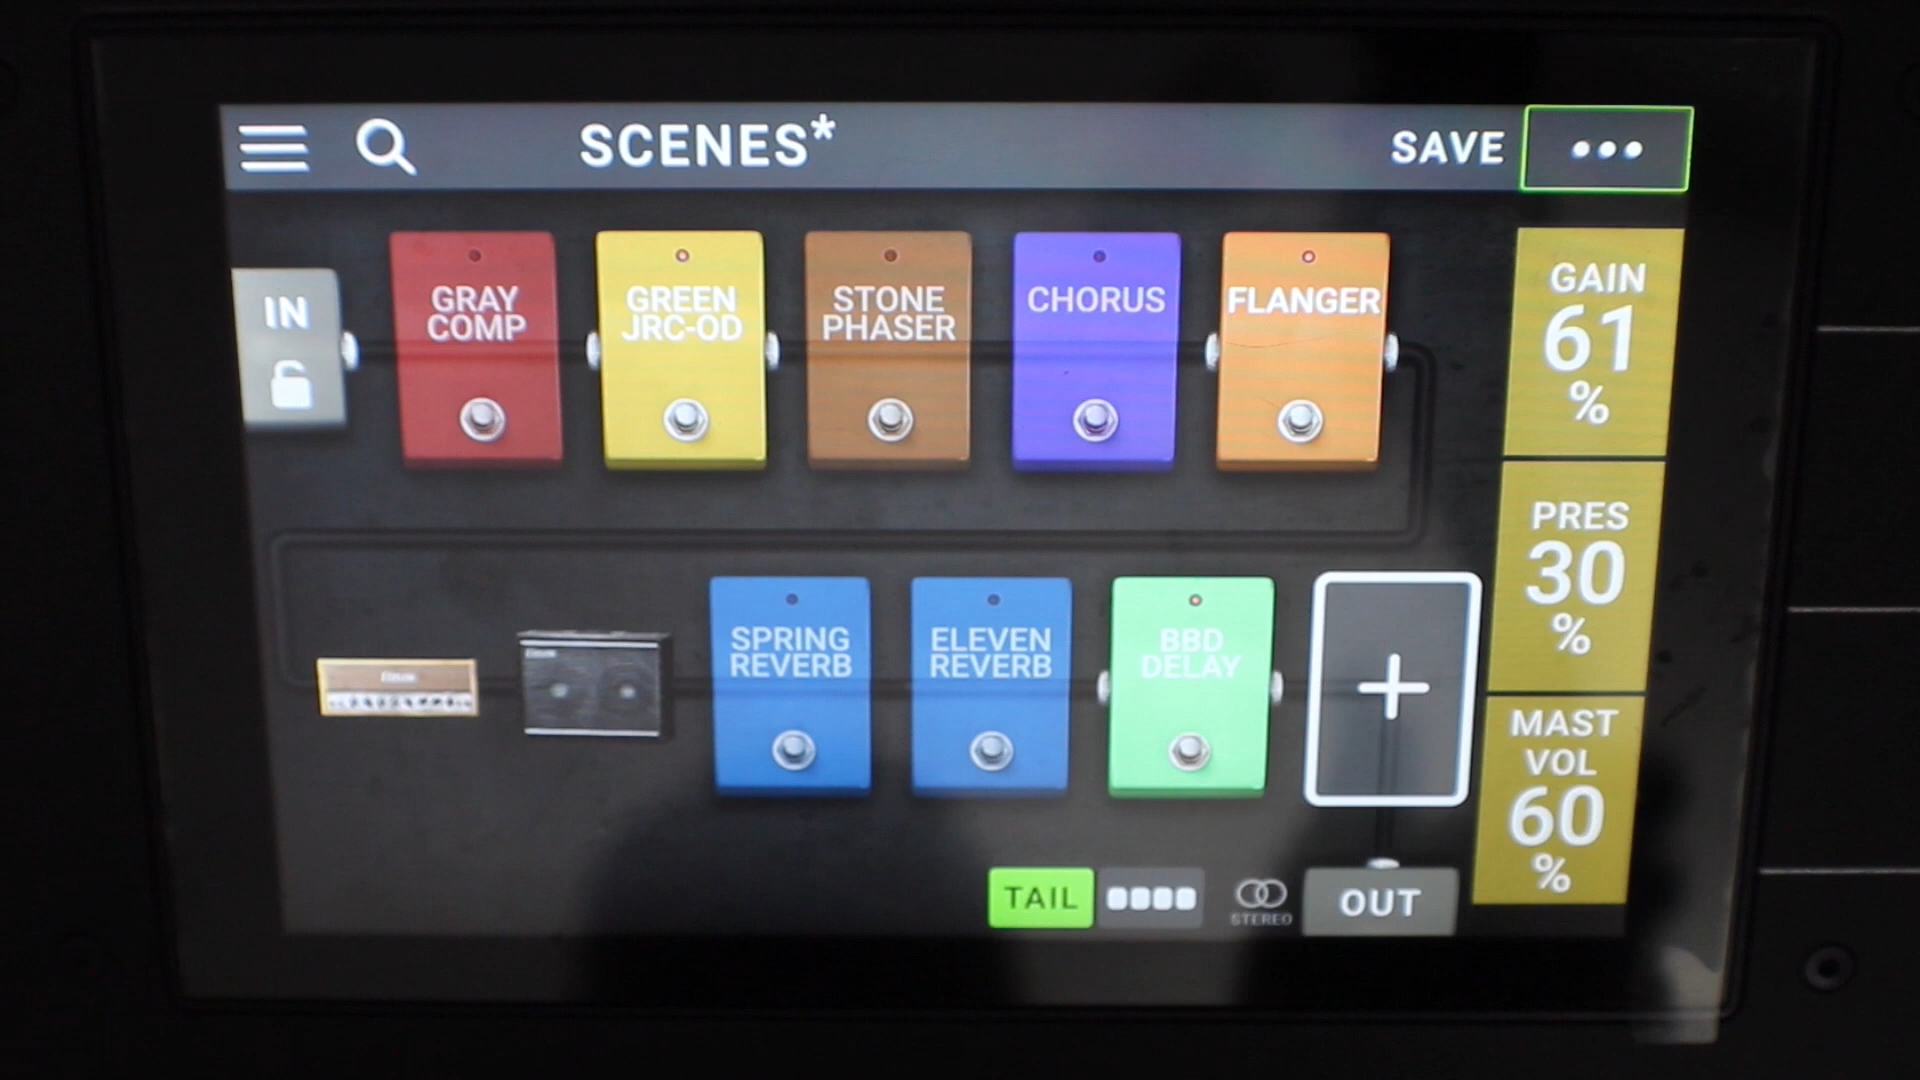 SCENES*
SAVE
IN
GRAY
COMP
GREEN
JRC-OD
STONE
PHASER
CHORUS
FLANGER
GAIN
61
%
PRES
30
%
SPRING
REVERB
ELEVEN
REVERB
BBD
DELAY
MAST
VOL
60
%
TAIL
STEREO
OUT